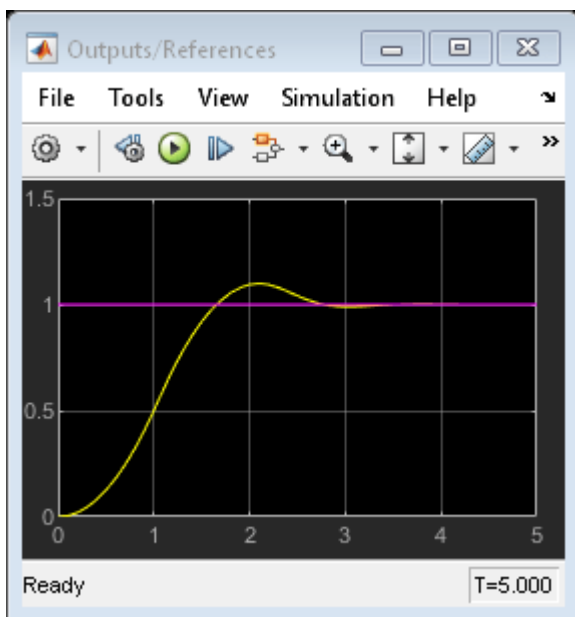 Outputs/References
File Tools View Simulation Help
1.5
1
0.5
0
0 1 2 3 4 5
Ready T=5.000